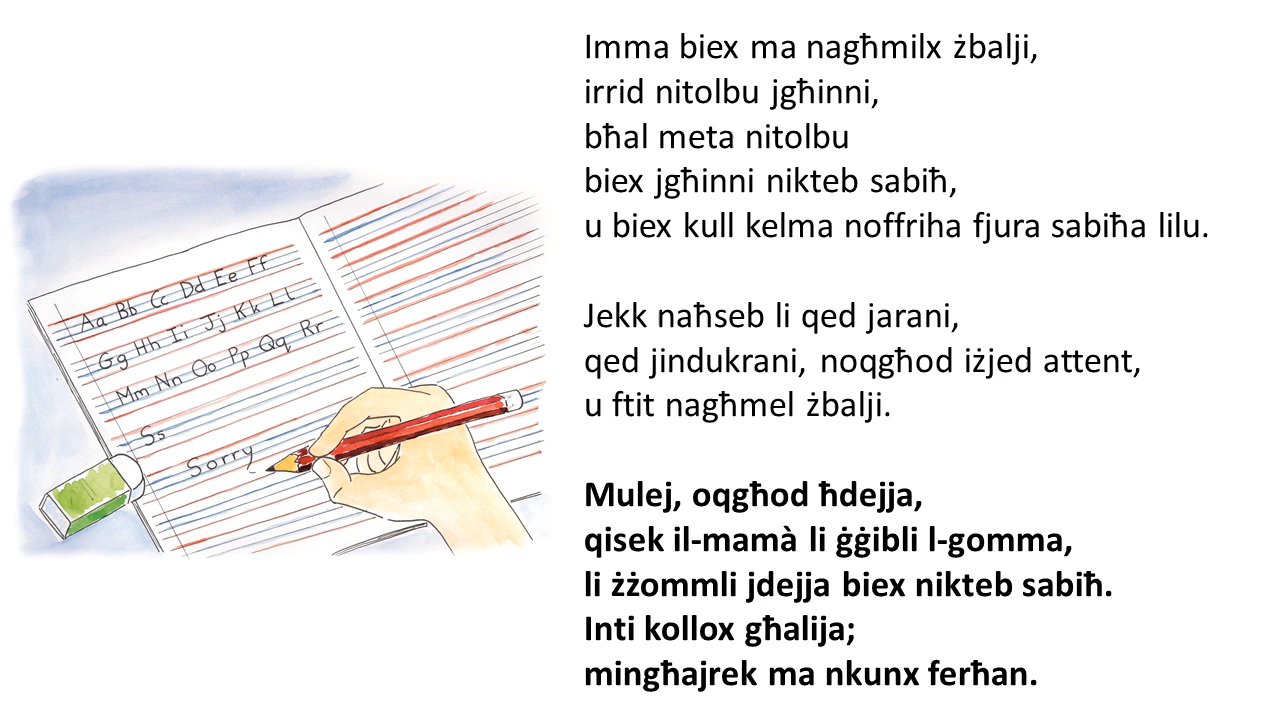 Imma biex ma nagħmilx żbalji,
irrid nitolbu jgħinni,
bħal meta nitolbu
biex jgħinni nikteb sabiħ,
u biex kull kelma noffriha fjura sabiħa lilu.
Jekk naħseb li qed jarani,
qed jindukrani, noqgħod iżjed attent,
u ftit nagħmel żbalji.
Mulej, oqgħod ħdejja,
qisek il-mamà li ġġibli l-gomma,
li żżommli jdejja biex nikteb sabiħ.
Inti kollox għalija;
mingħajrek ma nkunx ferħan.
Aa Bb Cc Dd Ee Ff
Gg Hh Ii Jj Kk Ll
Mm Nn Oo Pp Qq Rr
Ss
Sorry